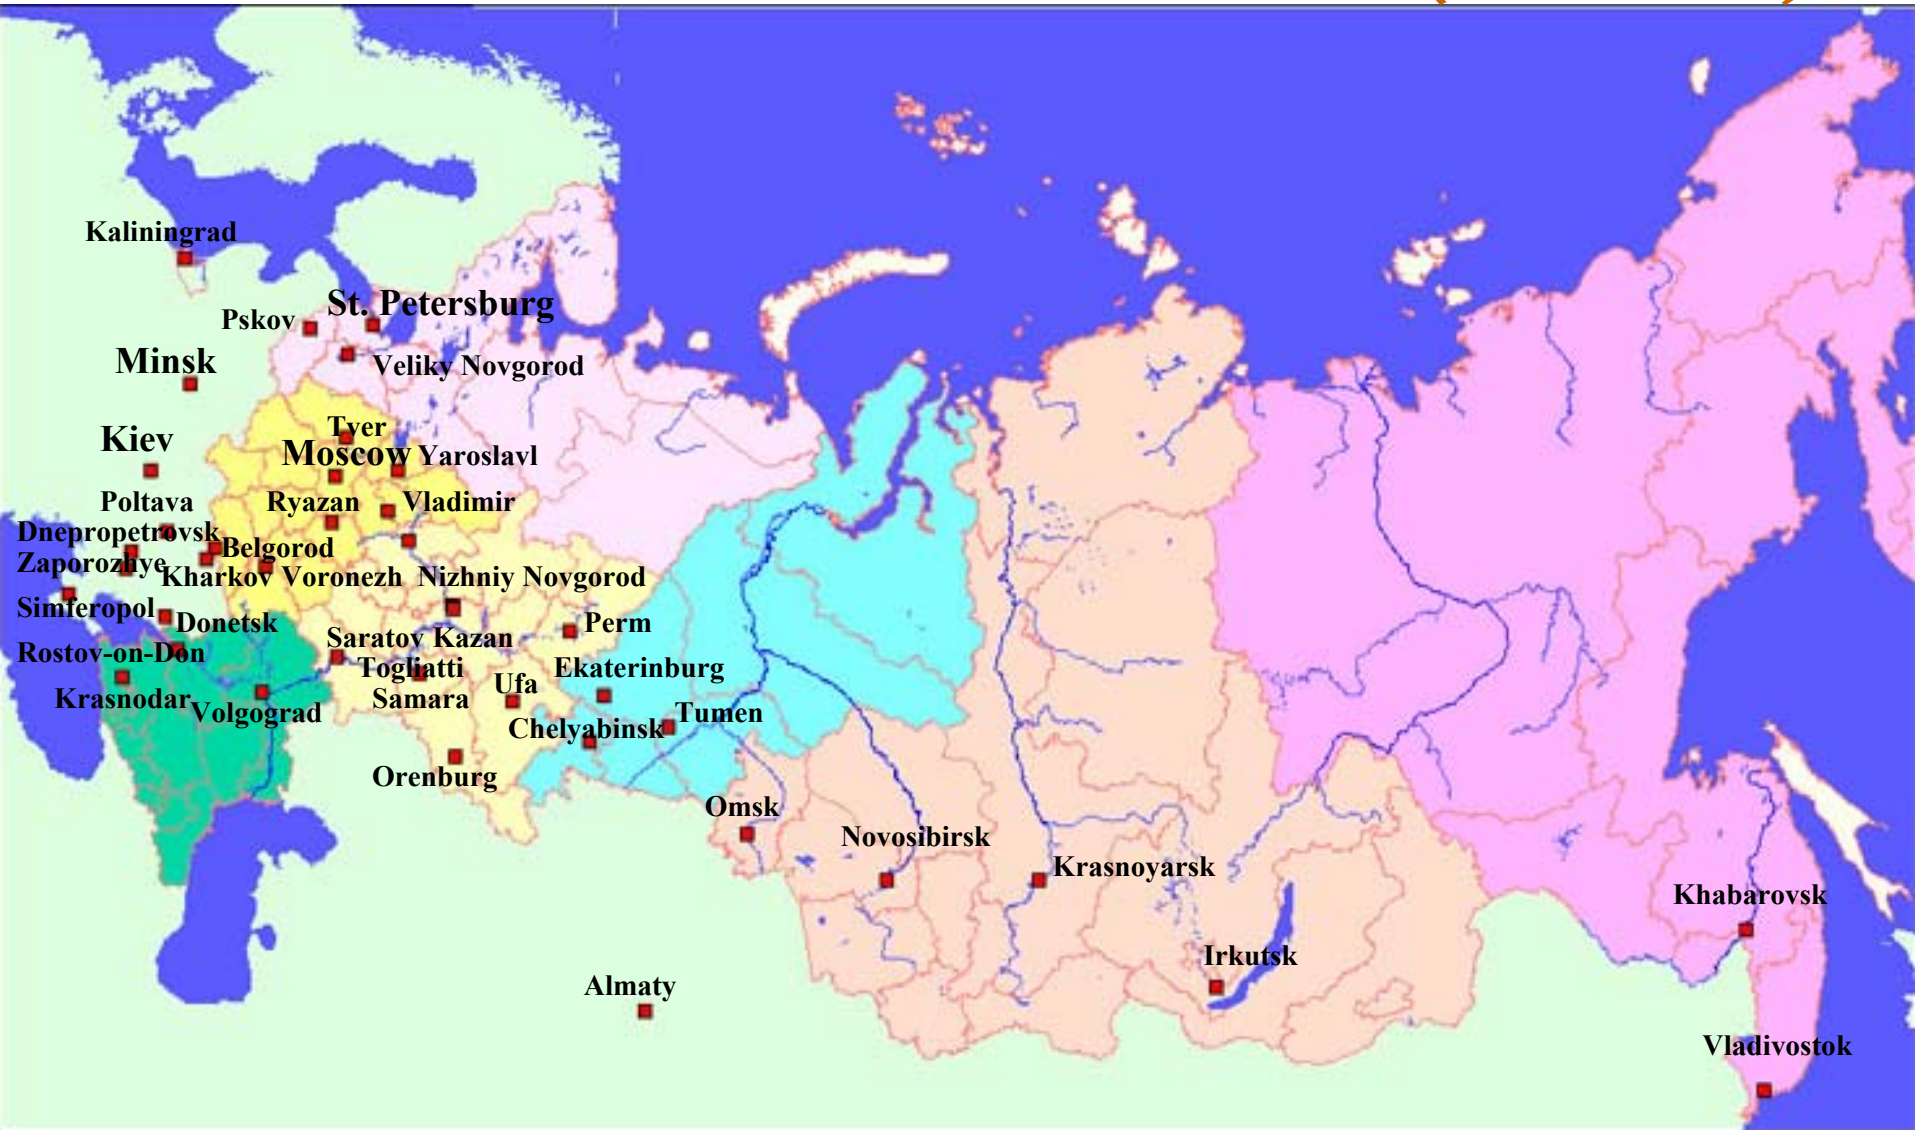 Kaliningrad
St. Petersburg
Pskov
Minsk
Veliky Novgorod
Tver
Kiev
Moscow Yaroslavl
Poltava
Ryazan
Vladimir
Dnepropetrovsk
Belgorod
Zaporozhye
Kharkov Voronezh
Nizhniy Novgorod
Simferopol
Donetsk
Perm
Saratov Kazan
Rostov-on-Don
Togliatti
Ekaterinburg
Ufa
Krasnodar
Samara
Volgograd
Tumen
Chelyabinsk
Orenburg
Omsk
Novosibirsk
Krasnoyarsk
Khabarovsk
Irkutsk
Almaty
Vladivostok